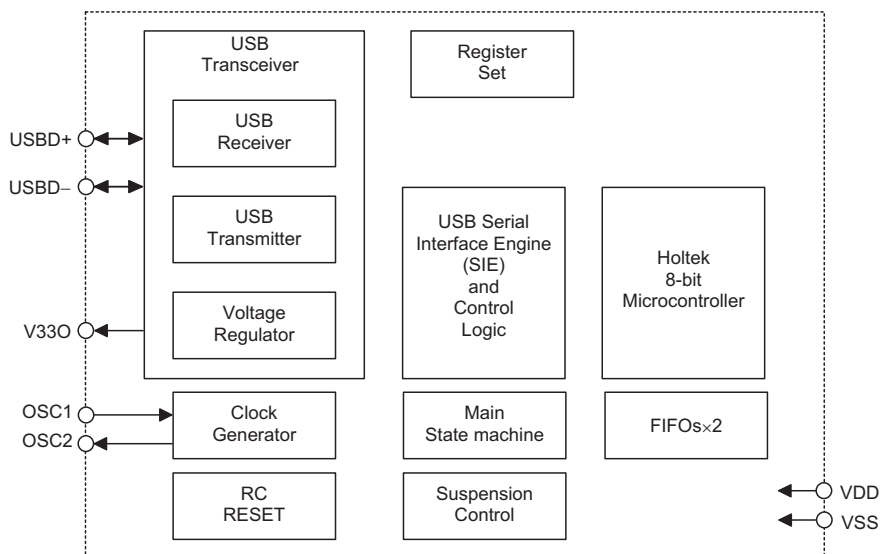 USB
Transceiver
Register
Set
USB
Receiver
USBD+
USBD−
USB
Transmitter
USB Serial
Interface Engine
(SIE)
and
Control
Logic
Holtek
8-bit
Microcontroller
Voltage
Regulator
V33O
OSC1
OSC2
Clock
Generator
Main
State machine
FIFOs×2
RC
RESET
Suspension
Control
VDD
VSS